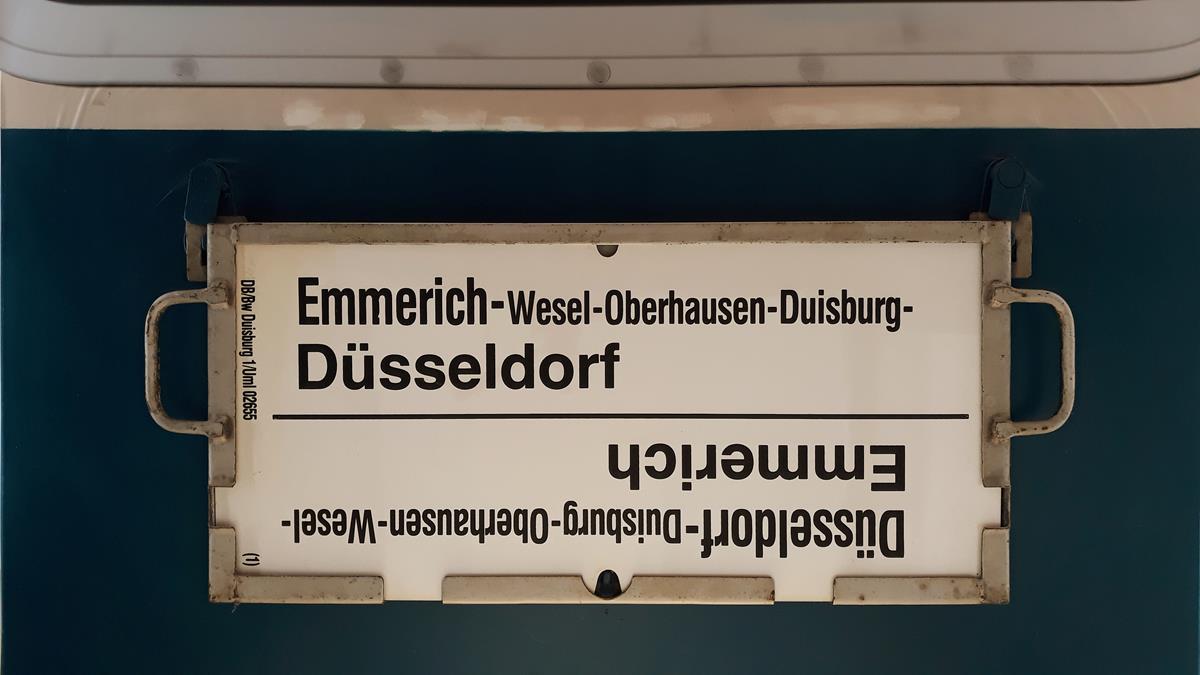 Emmerich-Wesel-Oberhausen-Duisburg-
Düsseldorf
Düsseldorf-Duisburg-Oberhausen-Wesel-
Emmerich
DB/Bw Duisburg 1/Uml 02655
(1)